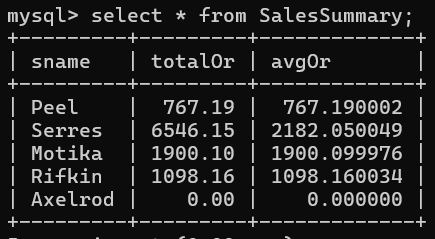 mysql> select * from SalesSummary;
+---------+---------+-------------+
| sname   | totalOr | avgOr       |
+---------+---------+-------------+
| Peel    |  767.19 |  767.190002 |
| Serres  | 6546.15 | 2182.050049 |
| Motika  | 1900.10 | 1900.099976 |
| Rifkin  | 1098.16 | 1098.160034 |
| Axelrod |    0.00 |    0.000000 |
+---------+---------+-------------+